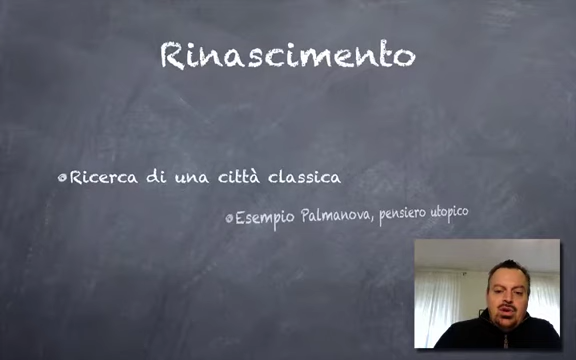 Rinascimento
Ricerca di una città classica
Esempio Palmanova, pensiero utopico